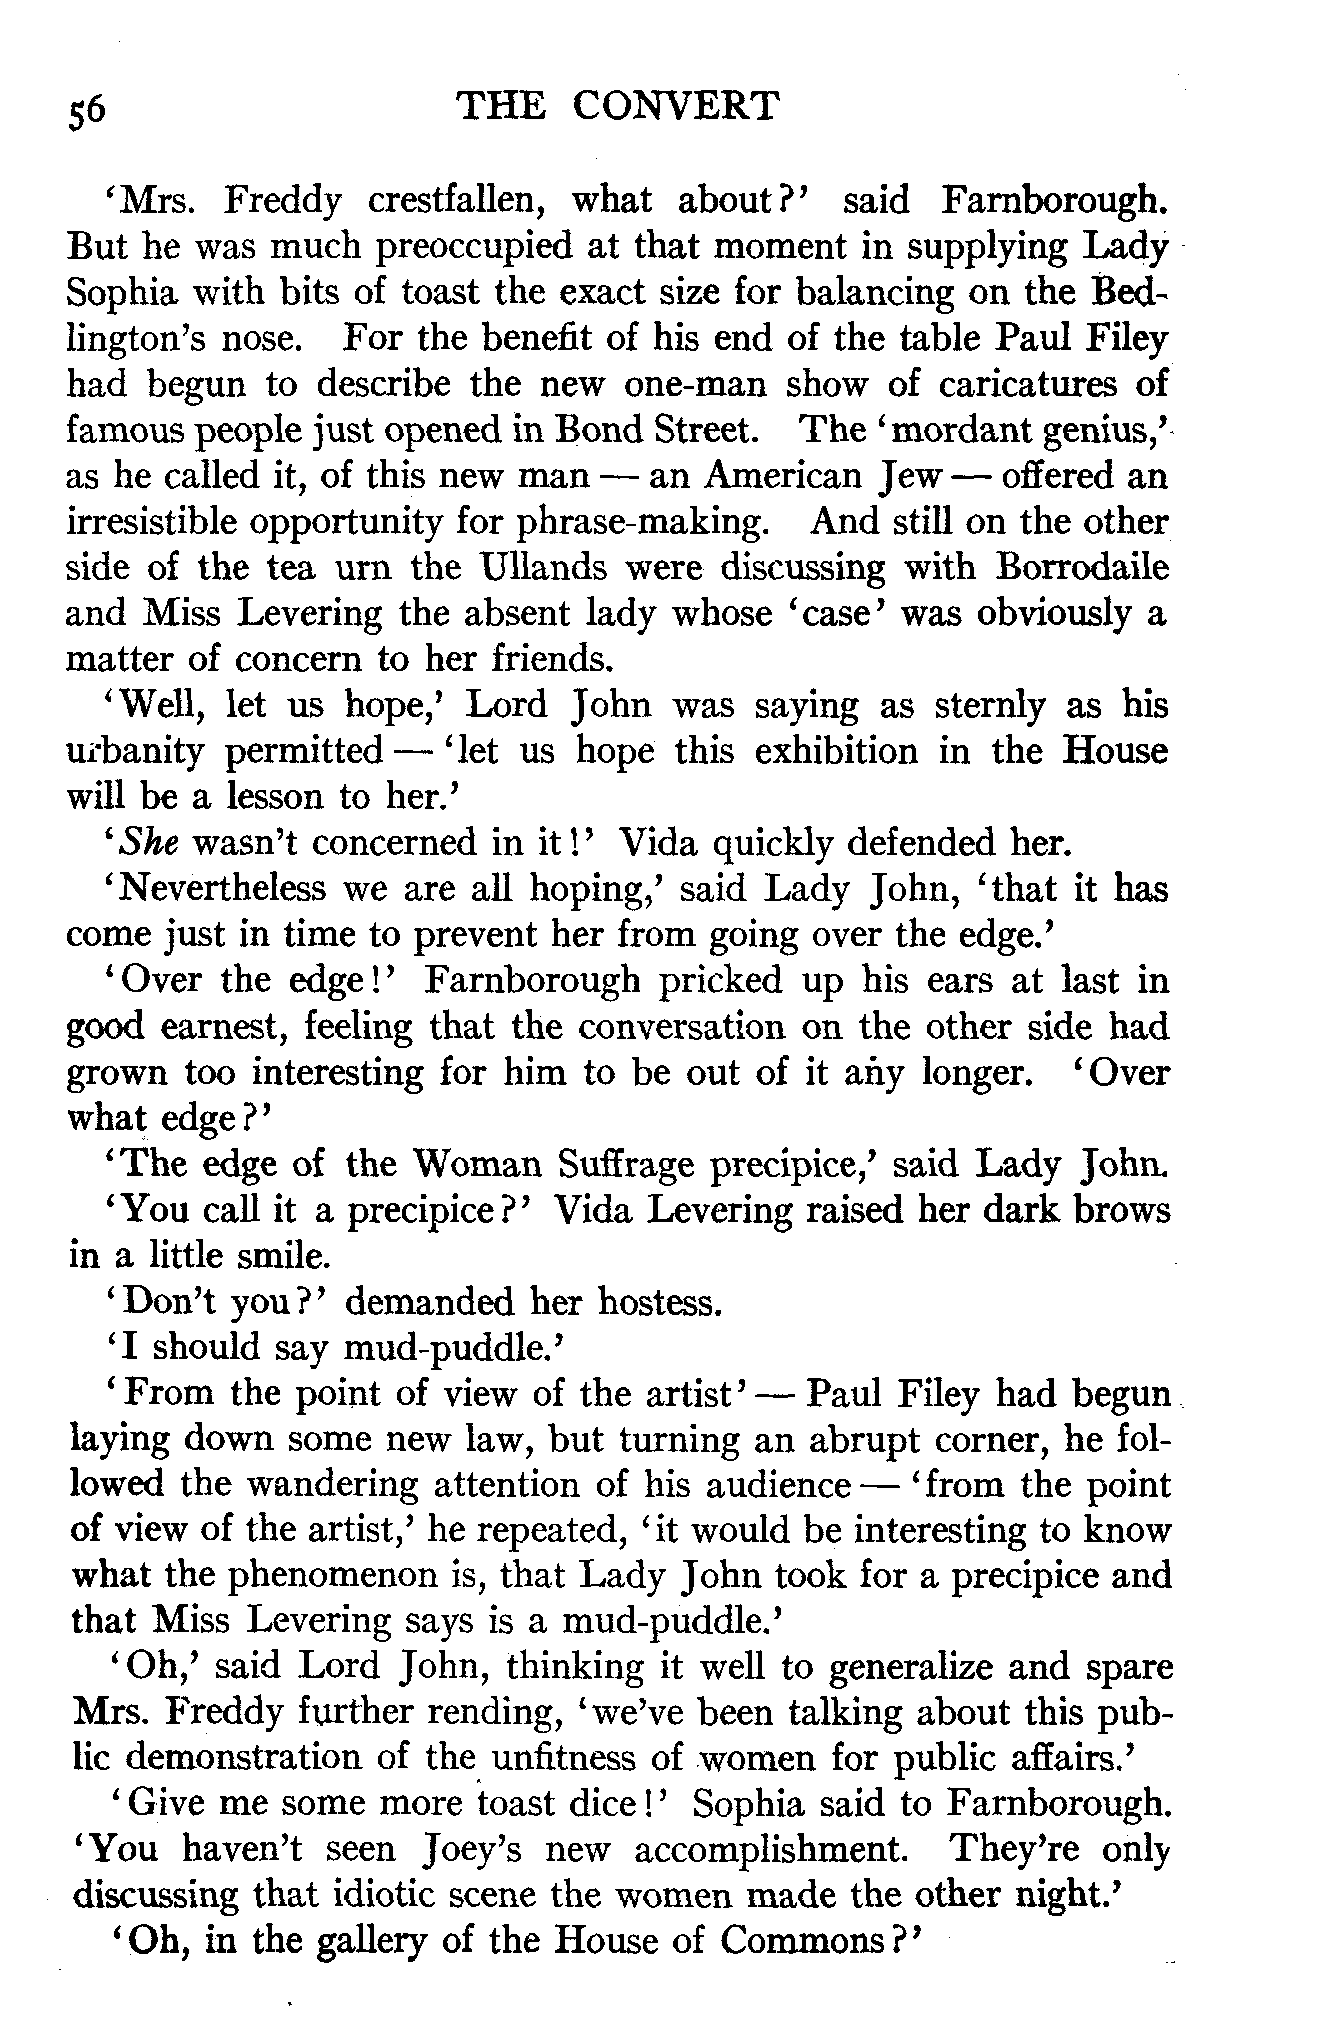 56 THE CONVERT
‘Mrs. Freddy crestfallen, what about?’ said Farnborough.
But he was much preoccupied at that moment in supplying Lady
Sophia with bits of toast the exact size for balancing on the Bed-
lington’s nose. For the benefit of his end of the table Paul Filey
had begun to describe the new one-man show of caricatures of
famous people just opened in Bond Street. The ‘mordant genius,’
as he called it, of this new man — an American Jew — offered an
irresistible opportunity for phrase-making. And still on the other
side of the tea urn the Ullands were discussing with Borrodaile
and Miss Levering the absent lady whose ‘case’ was obviously a
matter of concern to her friends.
‘Well, let us hope,’ Lord John was saying as sternly as his
urbanity permitted — ‘let us hope this exhibition in the House
will be a lesson to her.’
‘She wasn’t concerned in it!’ Vida quickly defended her.
‘Nevertheless we are all hoping,’ said Lady John, ‘that it has
come just in time to prevent her from going over the edge.’
‘Over the edge!’ Farnborough pricked up his ears at last in
good earnest, feeling that the conversation on the other side had
grown too interesting for him to be out of it any longer. ‘Over
what edge?’
‘The edge of the Woman Suffrage precipice,’ said Lady John.
‘You call it a precipice?’ Vida Levering raised her dark brows
in a little smile.
‘Don’t you?’ demanded her hostess.
‘I should say mud-puddle.’
‘From the point of view of the artist’ — Paul Filey had begun
laying down some new law, but turning an abrupt corner, he fol-
lowed the wandering attention of his audience — ‘from the point
of view of the artist,’ he repeated, ‘it would be interesting to know
what the phenomenon is, that Lady John took for a precipice and
that Miss Levering says is a mud-puddle.’
‘Oh,’ said Lord John, thinking it well to generalize and spare
Mrs. Freddy further rending, ‘we’ve been talking about this pub-
lic demonstration of the unfitness of women for public affairs.’
‘Give me some more toast dice!’ Sophia said to Farnborough.
‘You haven’t seen Joey’s new accomplishment. They’re only
discussing that idiotic scene the women made the other night.’
‘Oh, in the gallery of the House of Commons?’